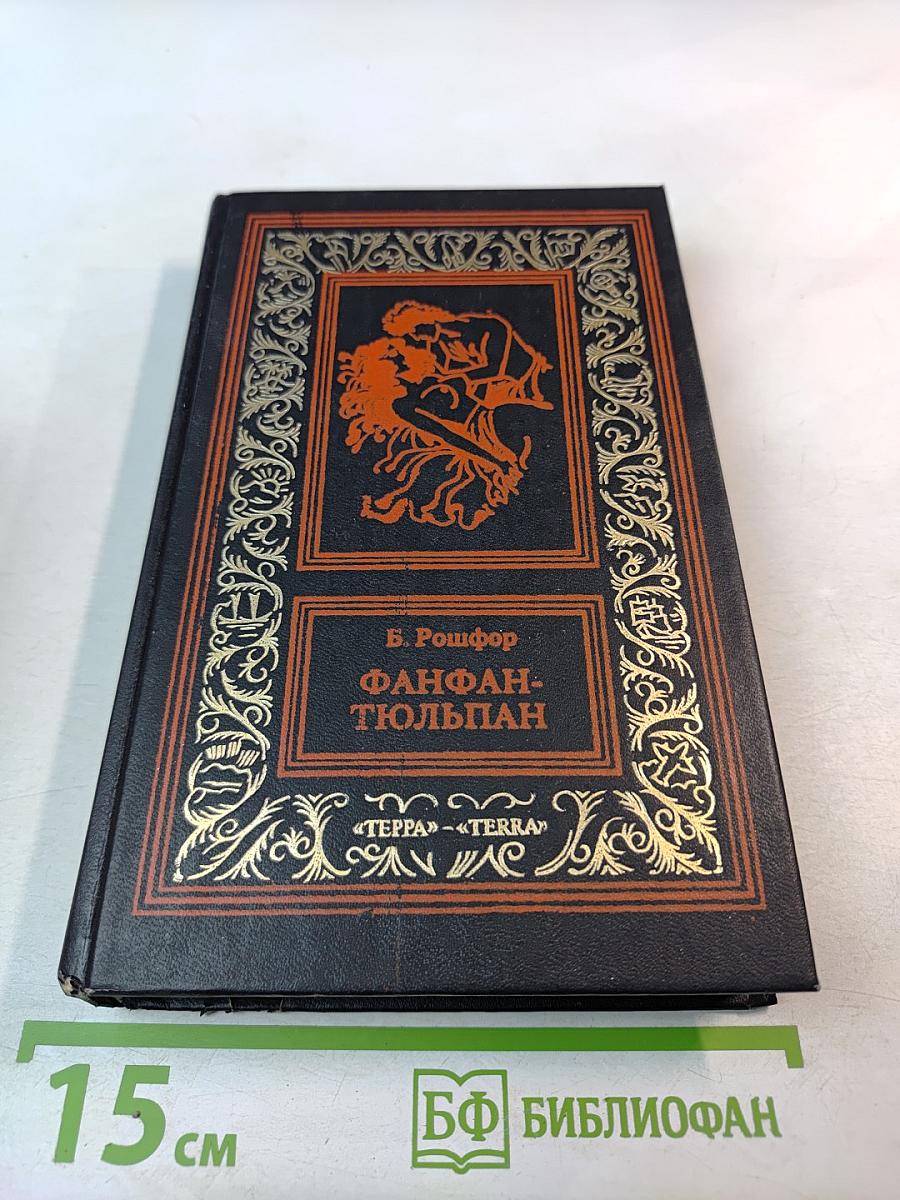 Б. Рошфор
ФАНФАН-
ТЮЛЬПАН
«ТЕРРА»-«TERRA»
15 см
БФ БИБЛИОФАН